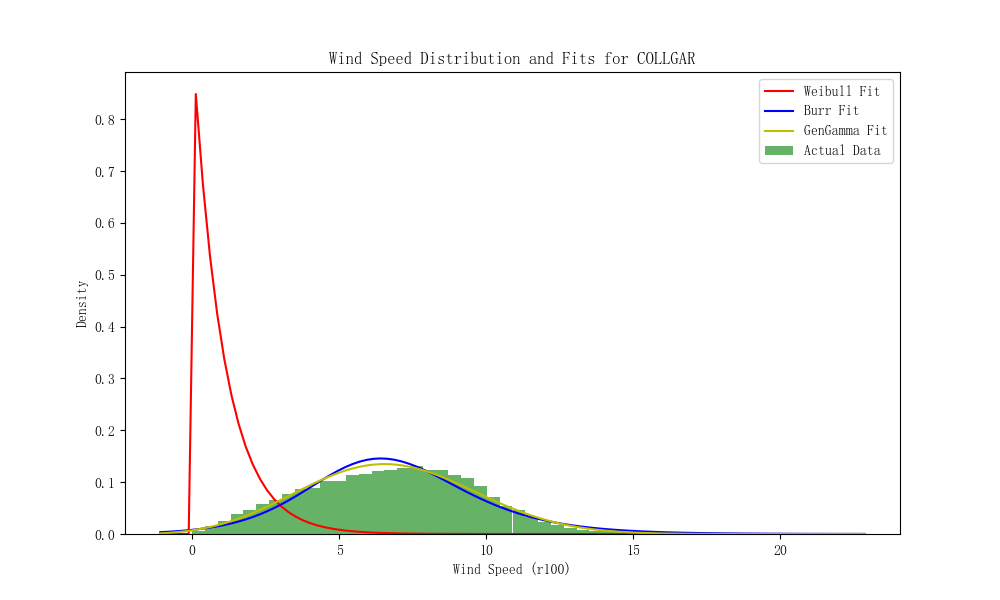 Wind Speed Distribution and Fits for COLLGAR
Weibull Fit
Burr Fit
GenGamma Fit
Actual Data
Density
0.8
0.7
0.6
0.5
0.4
0.3
0.2
0.1
0.0
0 5 10 15 20
Wind Speed (r100)